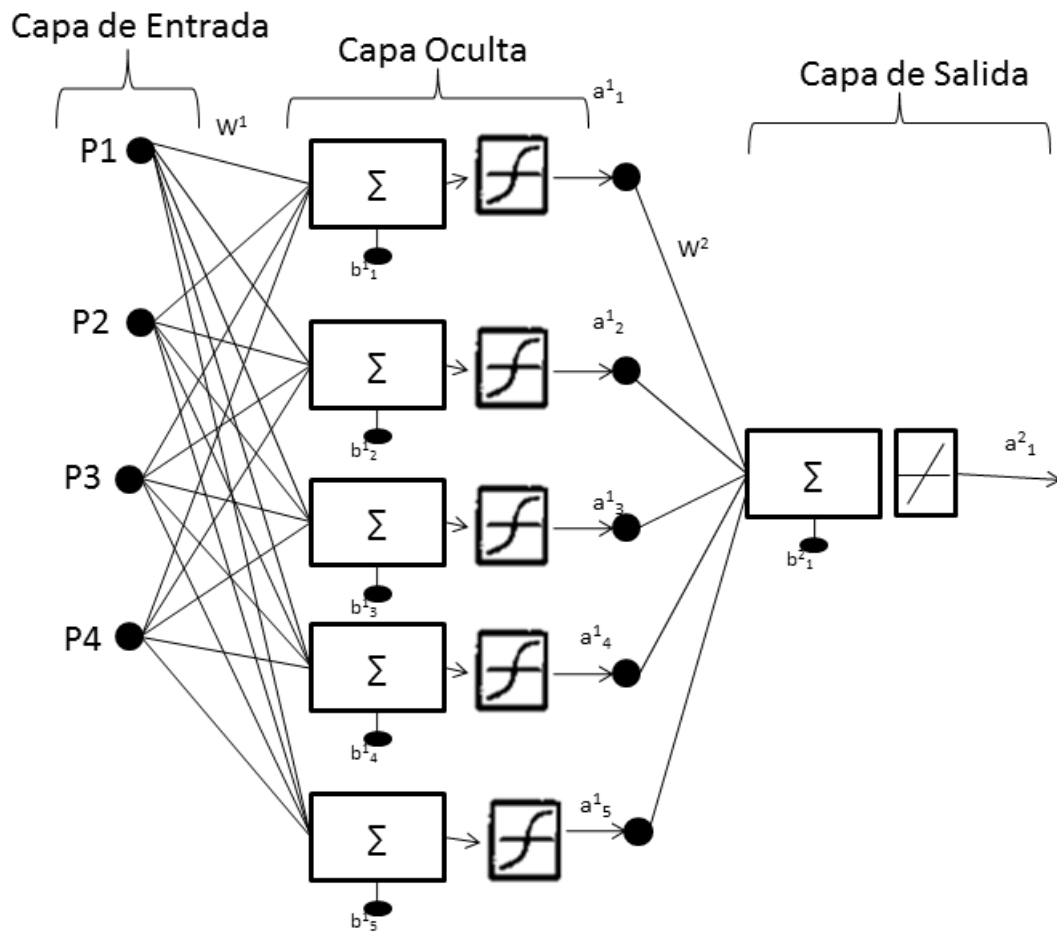 Capa de Entrada
Capa Oculta
Capa de Salida
W¹
a¹₁
P1
Σ
b¹₁
W²
P2
a¹₂
Σ
b¹₂
P3
a¹₃
Σ
b¹₃
Σ
a²₁
b²₁
P4
a¹₄
Σ
b¹₄
a¹₅
Σ
b¹₅